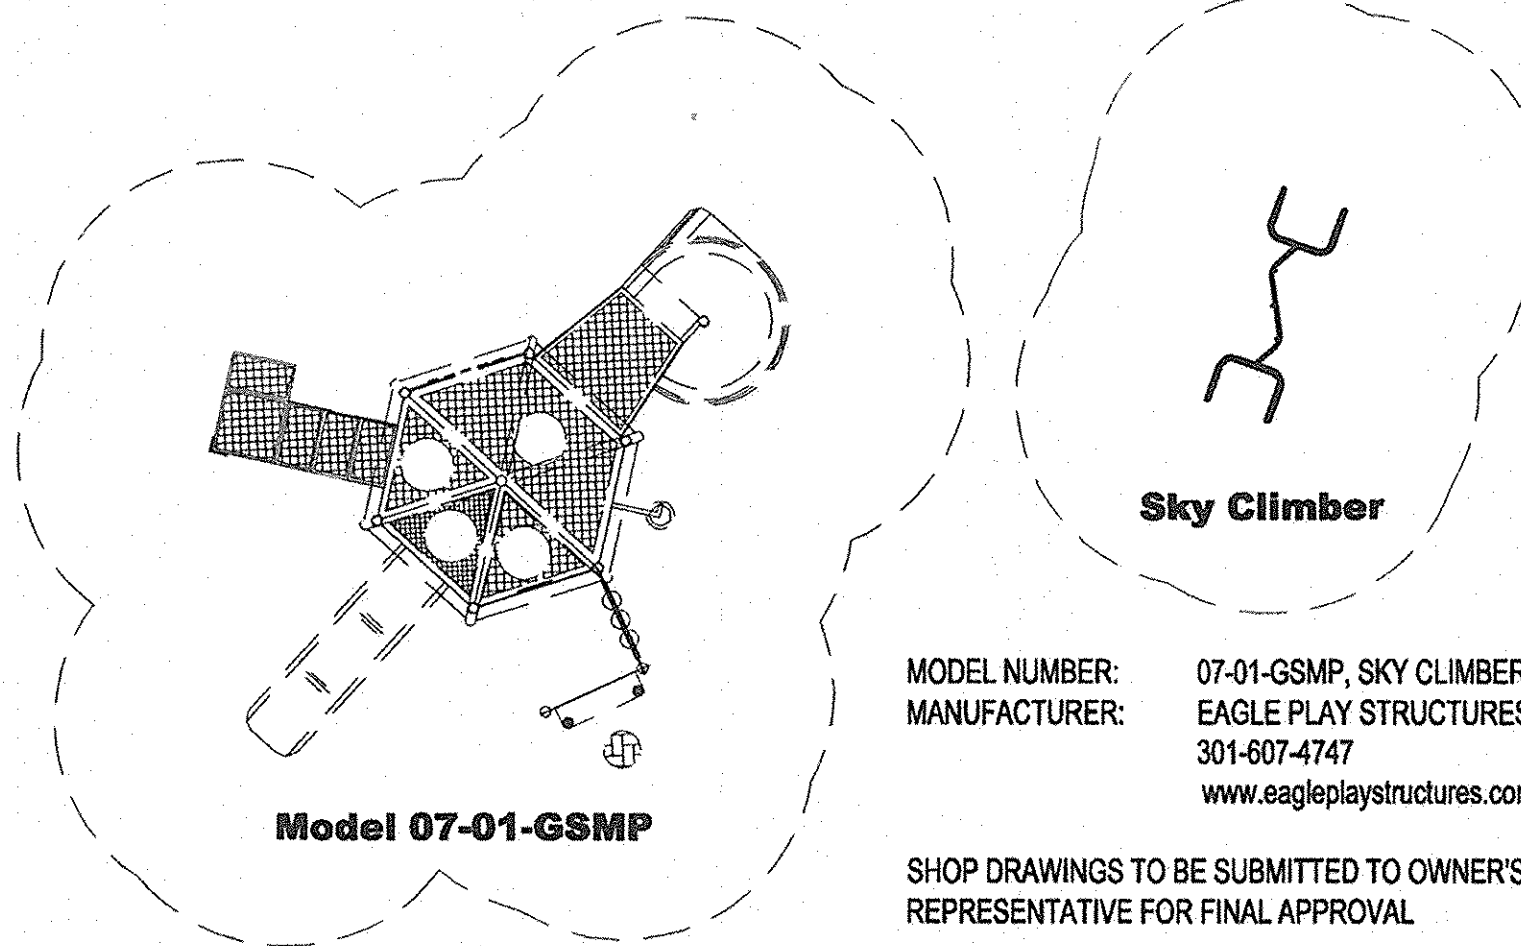 Sky Climber
Model 07-01-GSMP
MODEL NUMBER: 07-01-GSMP, SKY CLIMBER
MANUFACTURER: EAGLE PLAY STRUCTURES
301-607-4747
www.eagleplaystructures.com
SHOP DRAWINGS TO BE SUBMITTED TO OWNER'S
REPRESENTATIVE FOR FINAL APPROVAL